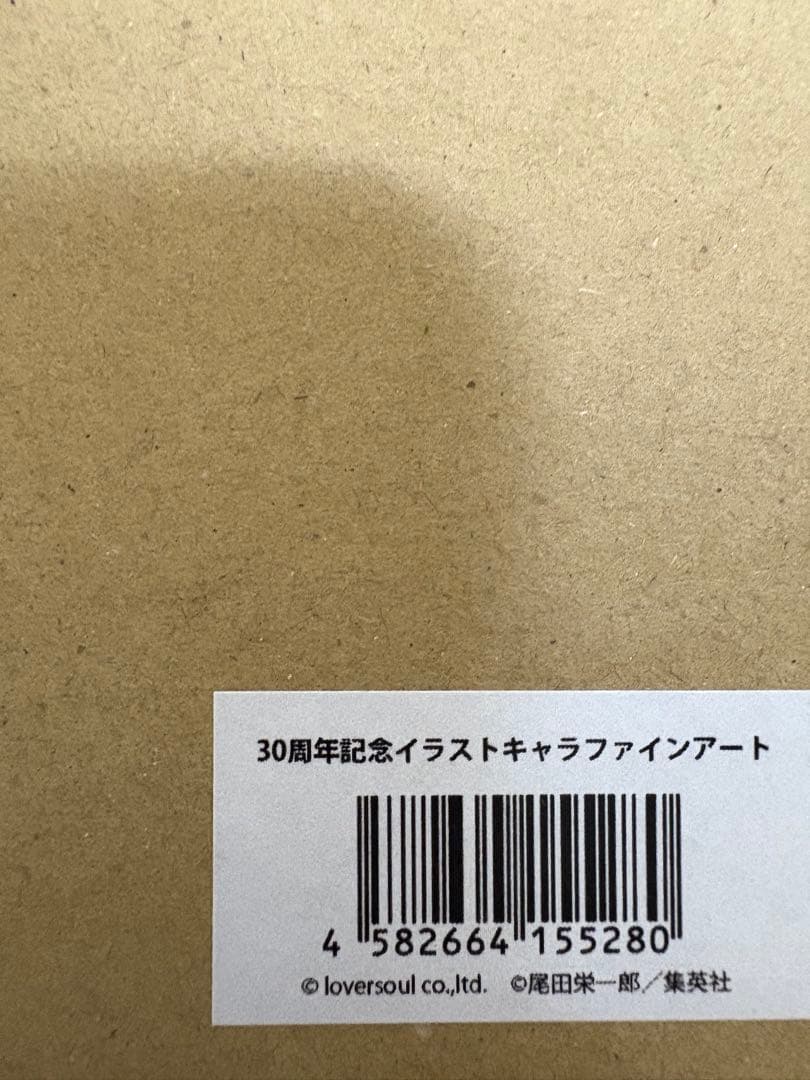 30周年記念イラストキャラファインアート
4 582664 155280
© loversoul co.,ltd. ©尾田栄一郎／集英社